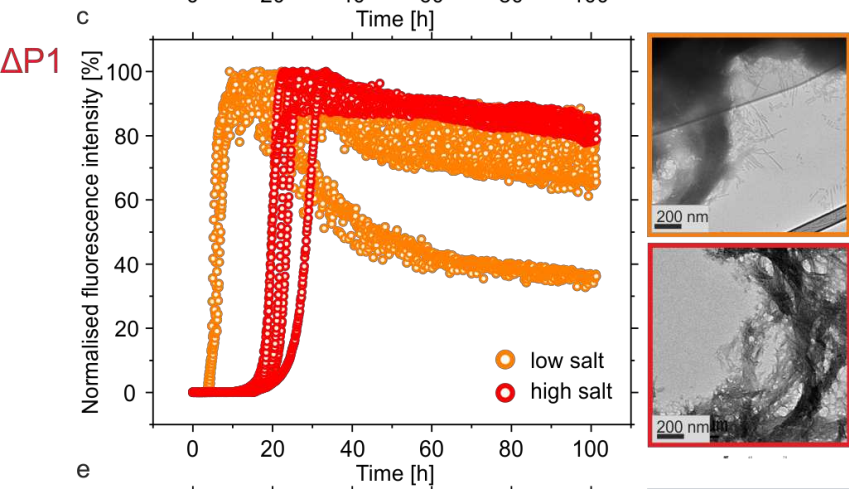 c
Time [h]
ΔP1
Normalised fluorescence intensity [%]
100
80
60
40
20
0
low salt
high salt
0 20 40 60 80 100
Time [h]
200 nm
200 nm
e